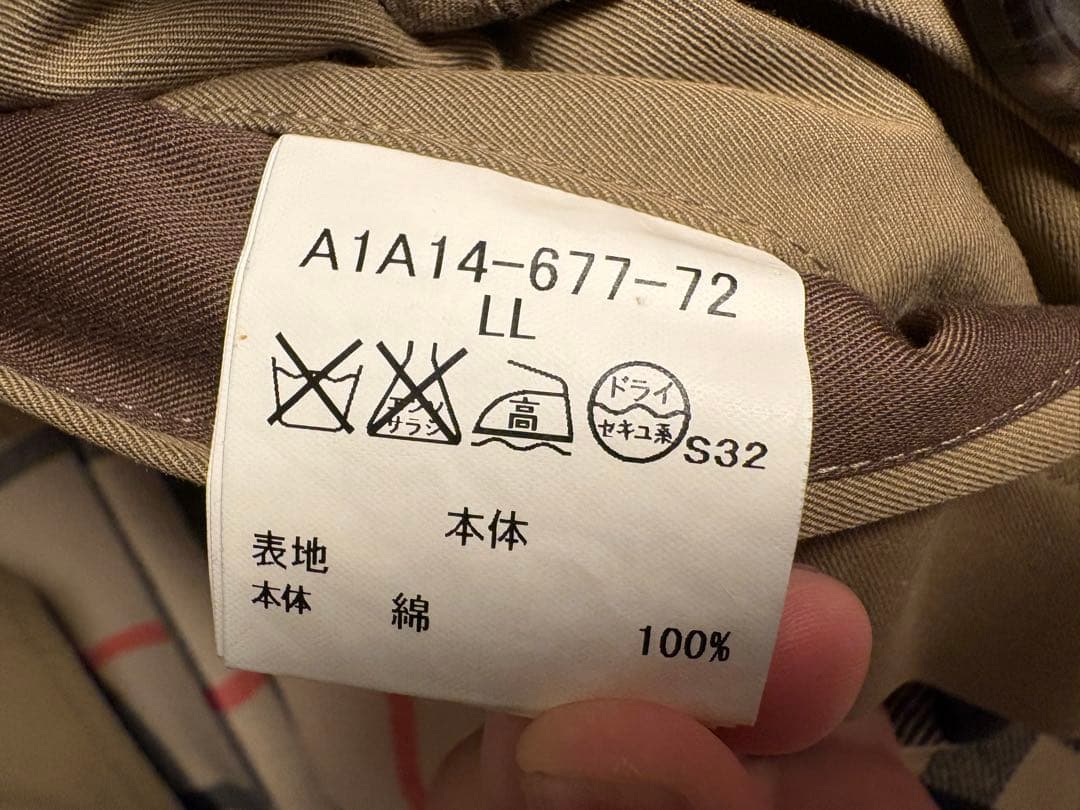 A1A14-677-72
LL
エンソ
サラシ
高
ドライ
セキユ系
S32
本体
表地
本体 綿 100%